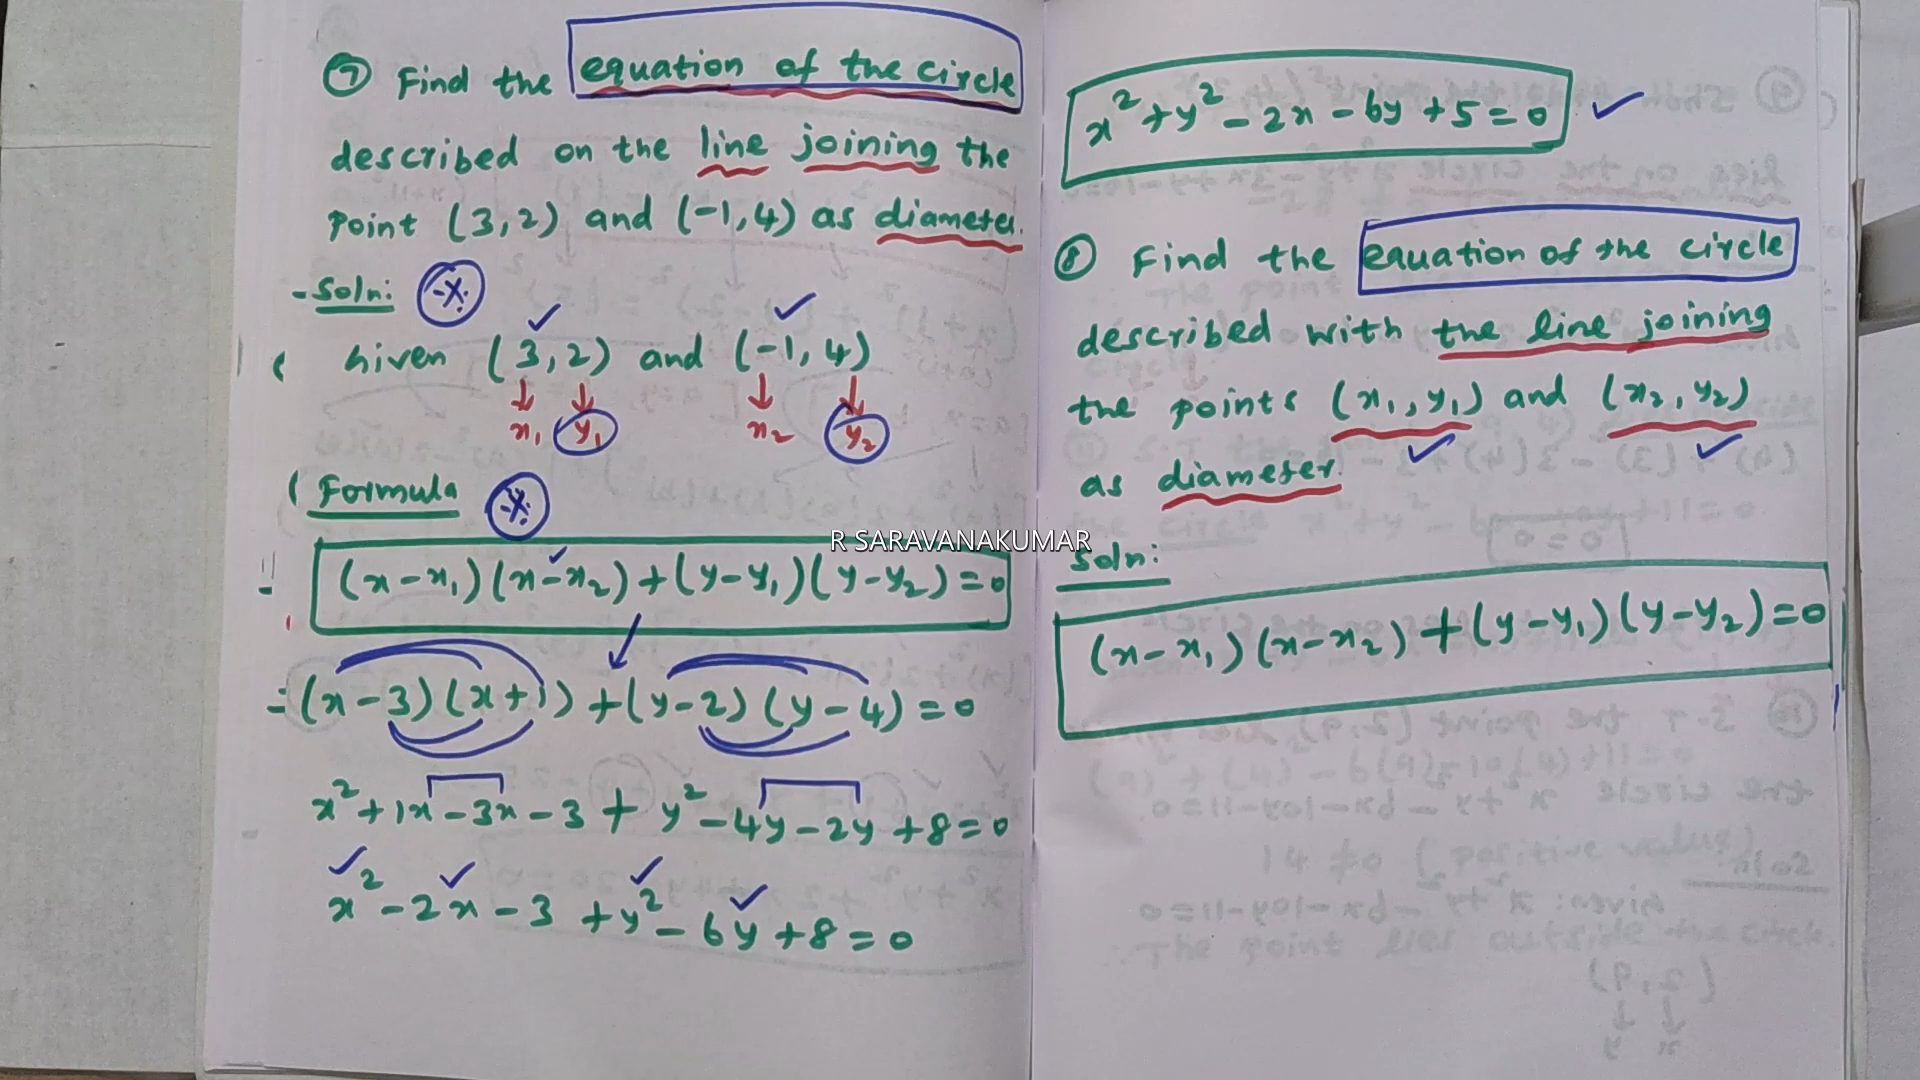 ⑦ Find the equation of the circle
described on the line joining the
point (3,2) and (-1,4) as diameter.
Soln:
Given (3,2) and (-1,4)
↓ ↓ ↓ ↓
x₁ y₁ x₂ y₂
Formula
(x-x₁)(x-x₂)+(y-y₁)(y-y₂)=0
=(x-3)(x+1)+(y-2)(y-4)=0
x²+1x-3x-3+y²-4y-2y+8=0
x²-2x-3+y²-6y+8=0
x²+y²-2x-6y+5=0
⑧ Find the equation of the circle
described with the line joining
the points (x₁,y₁) and (x₂,y₂)
as diameter.
R SARAVANAKUMAR
Soln:
(x-x₁)(x-x₂)+(y-y₁)(y-y₂)=0